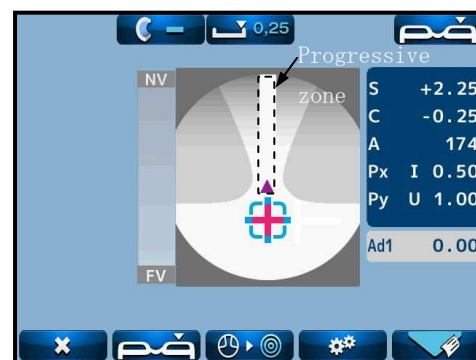 0,25
Progressive
zone
NV
FV
S +2.25
C -0.25
A 174
Px I 0.50
Py U 1.00
Ad1 0.00